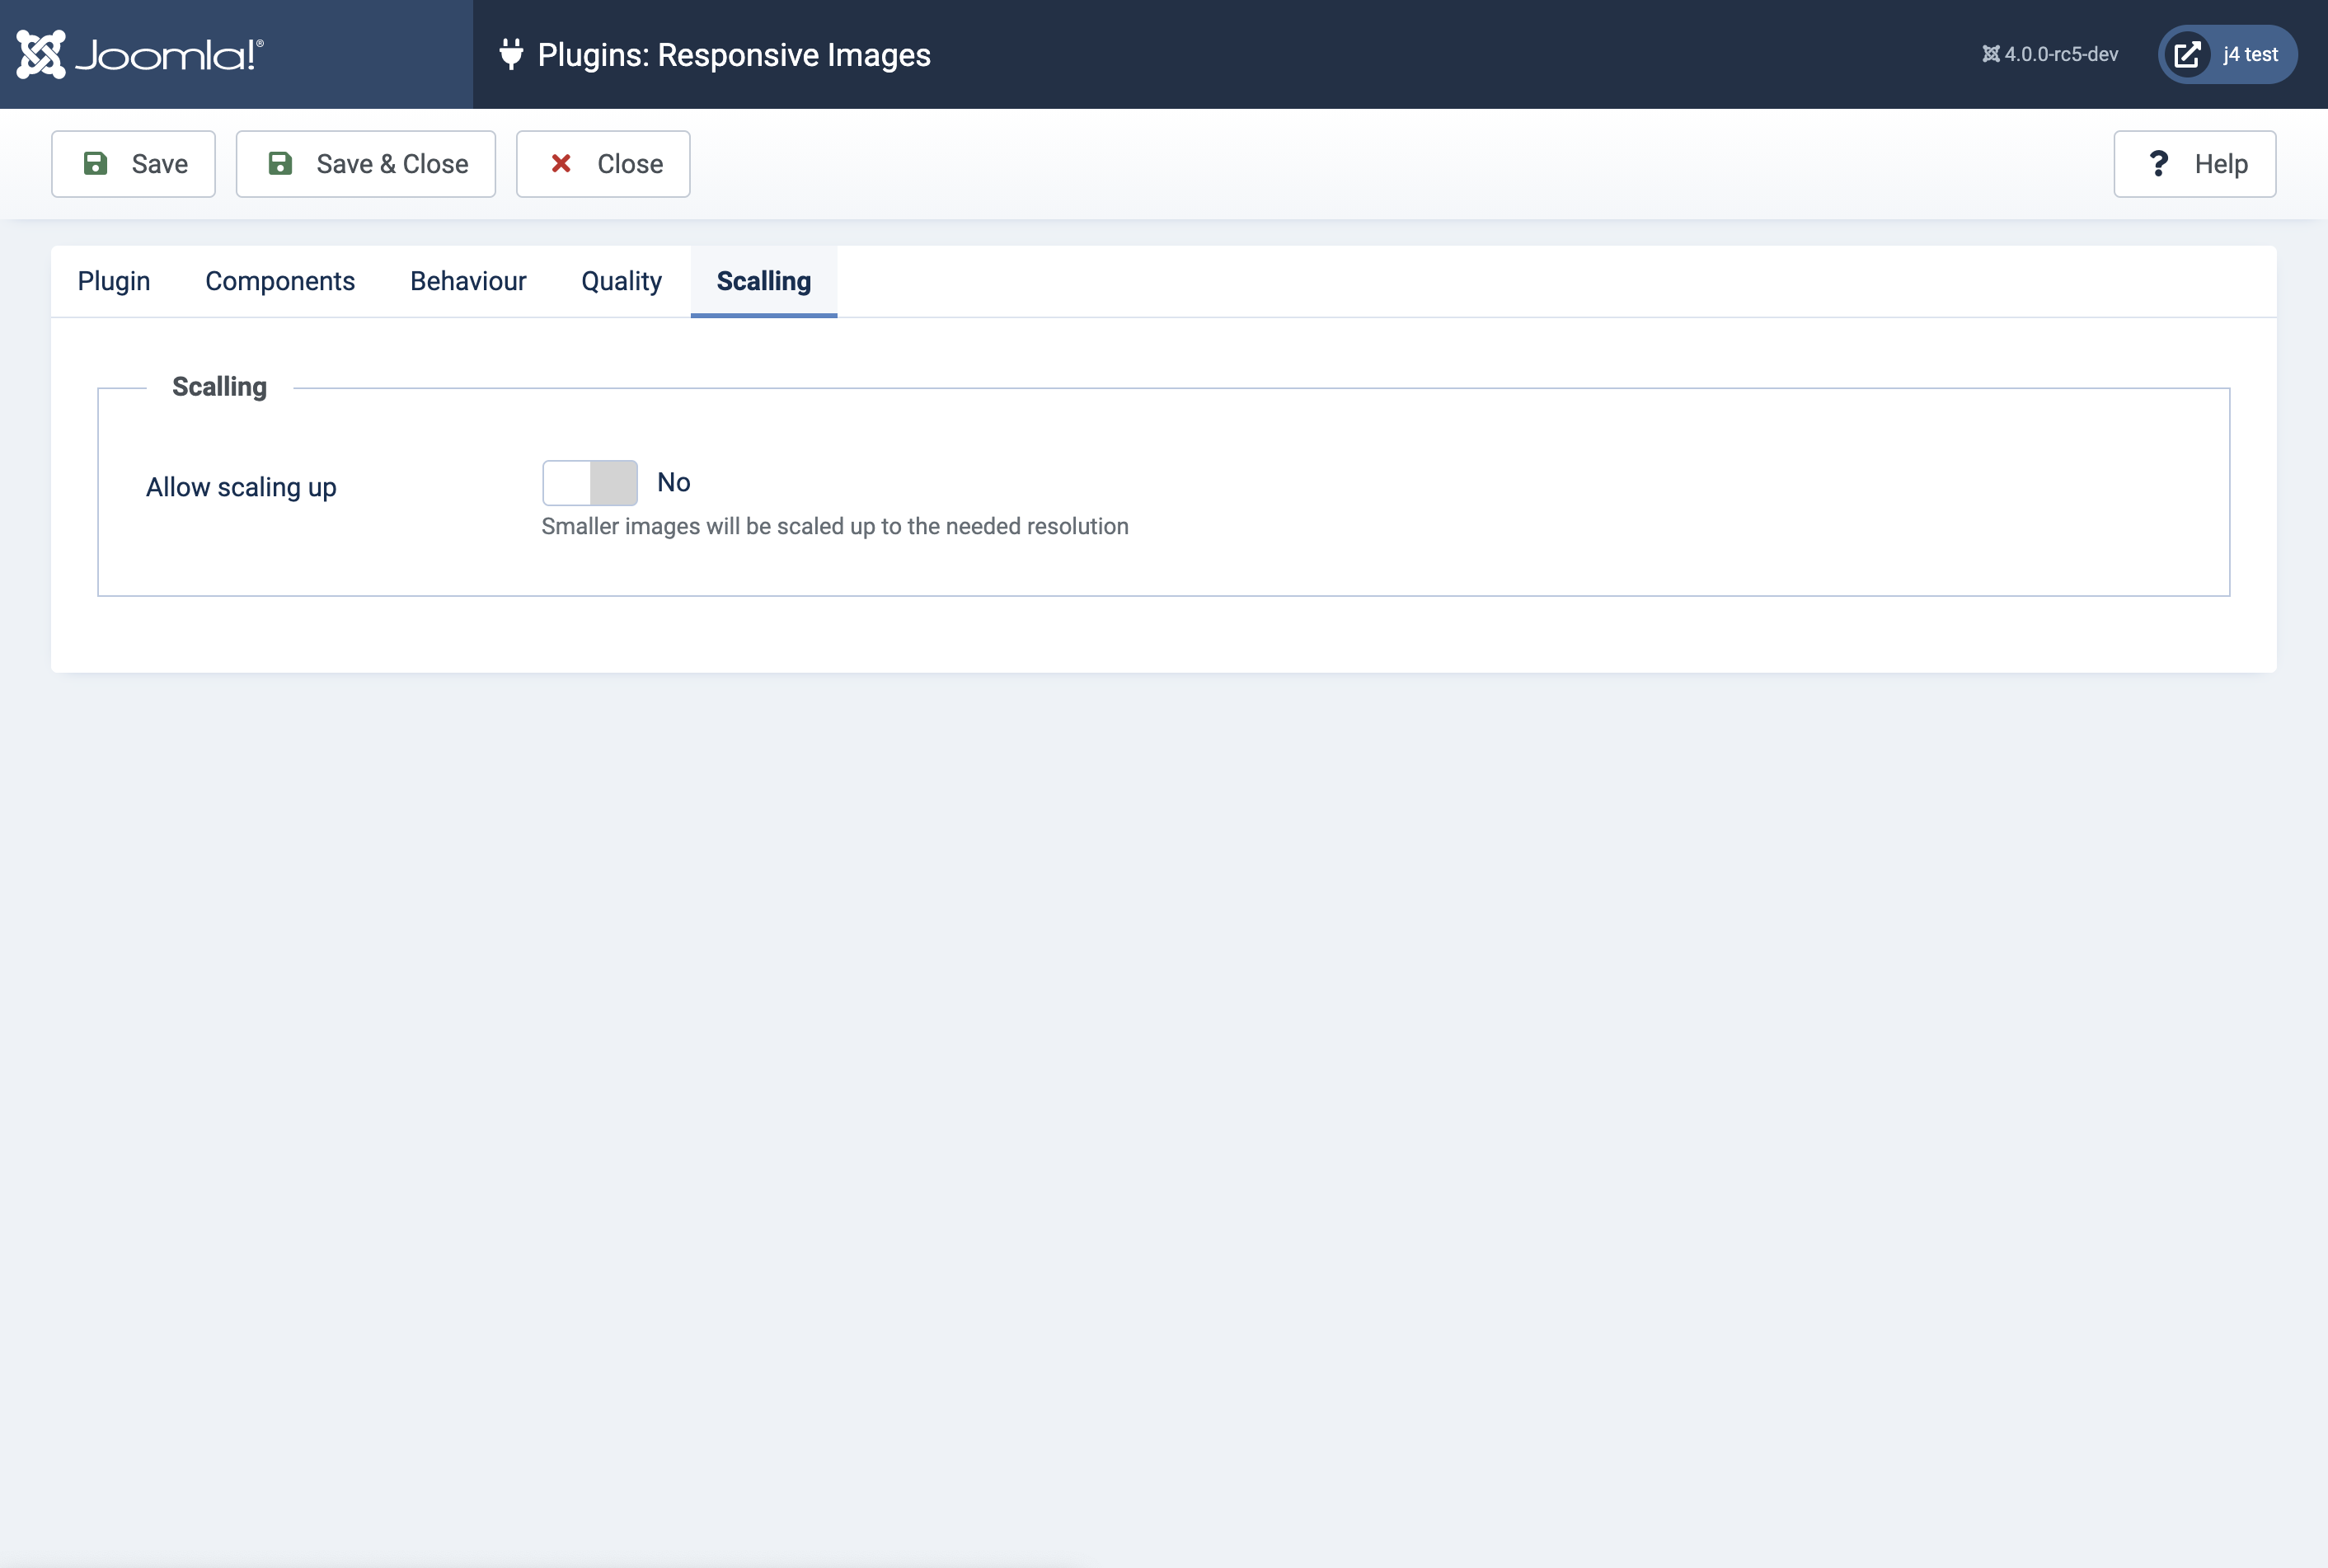 Joomla!®
Plugins: Responsive Images
4.0.0-rc5-dev
j4 test
Save
Save & Close
Close
Help
Plugin
Components
Behaviour
Quality
Scalling
Scalling
Allow scaling up
No
Smaller images will be scaled up to the needed resolution